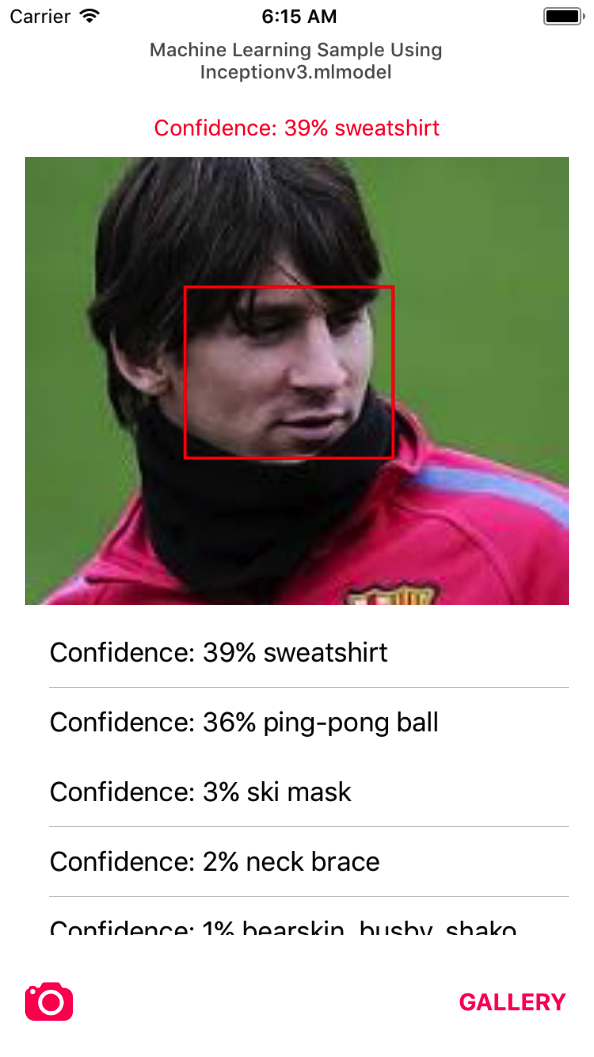 Carrier 6:15 AM
Machine Learning Sample Using
Inceptionv3.mlmodel
Confidence: 39% sweatshirt
Confidence: 39% sweatshirt
Confidence: 36% ping-pong ball
Confidence: 3% ski mask
Confidence: 2% neck brace
Confidence: 1% bearskin, busby, shako
GALLERY